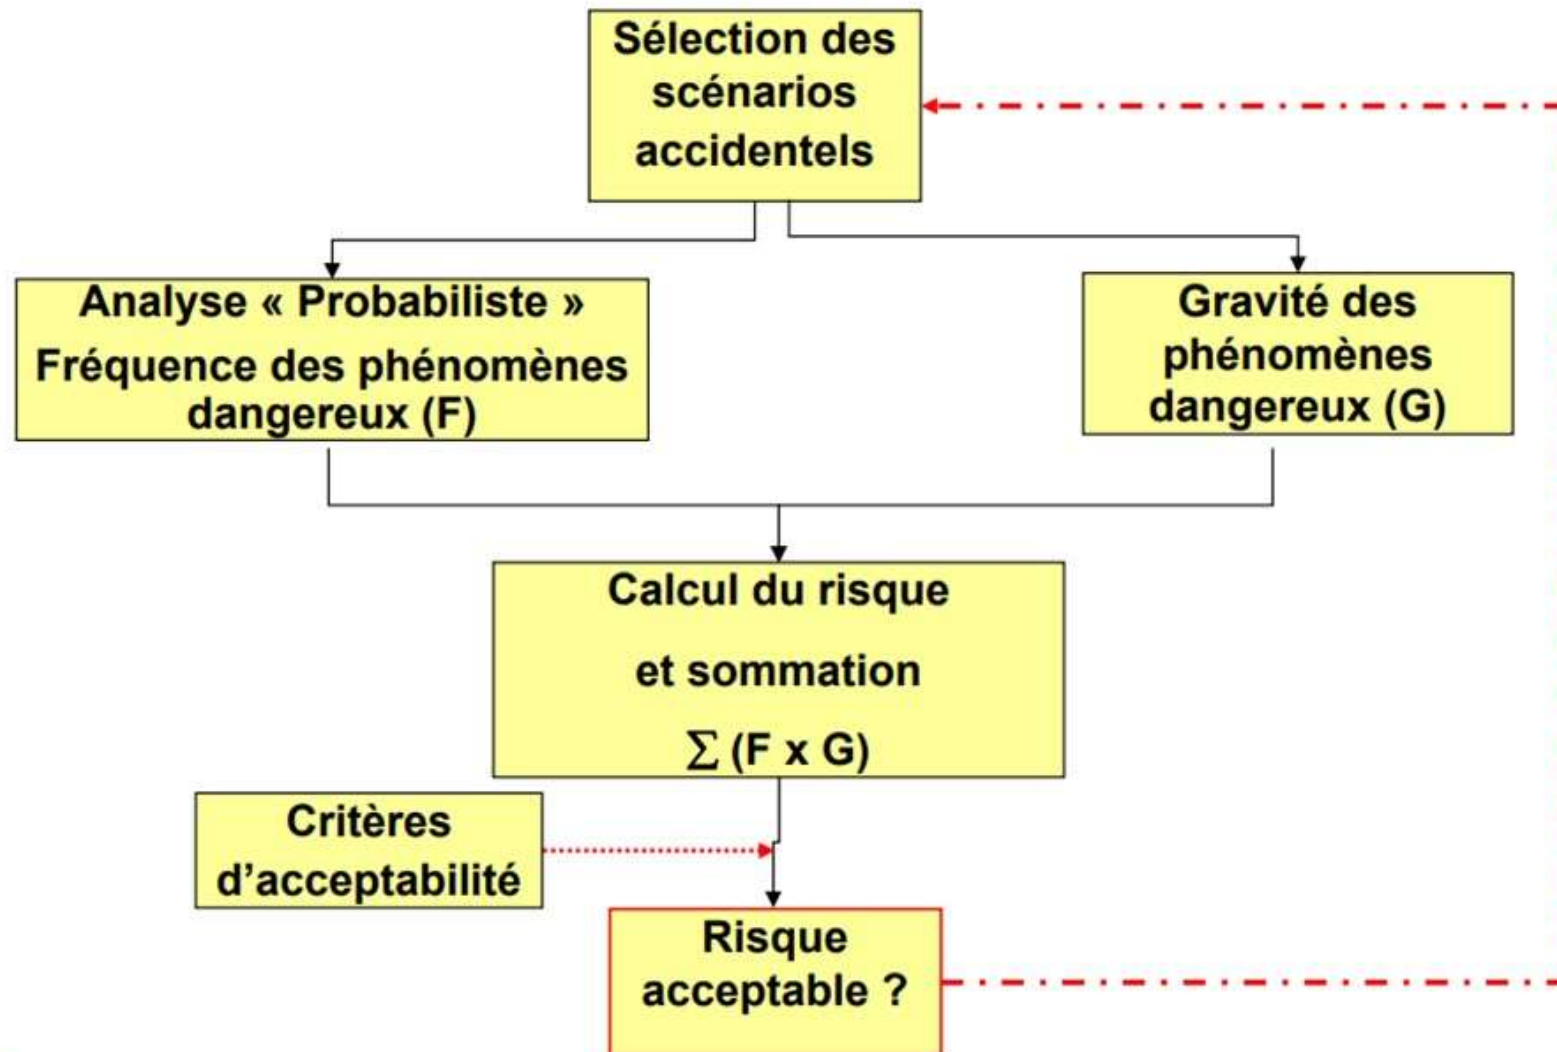 Sélection des
scénarios
accidentels
Analyse « Probabiliste »
Fréquence des phénomènes
dangereux (F)
Gravité des
phénomènes
dangereux (G)
Calcul du risque
et sommation
Σ (F x G)
Critères
d’acceptabilité
Risque
acceptable ?